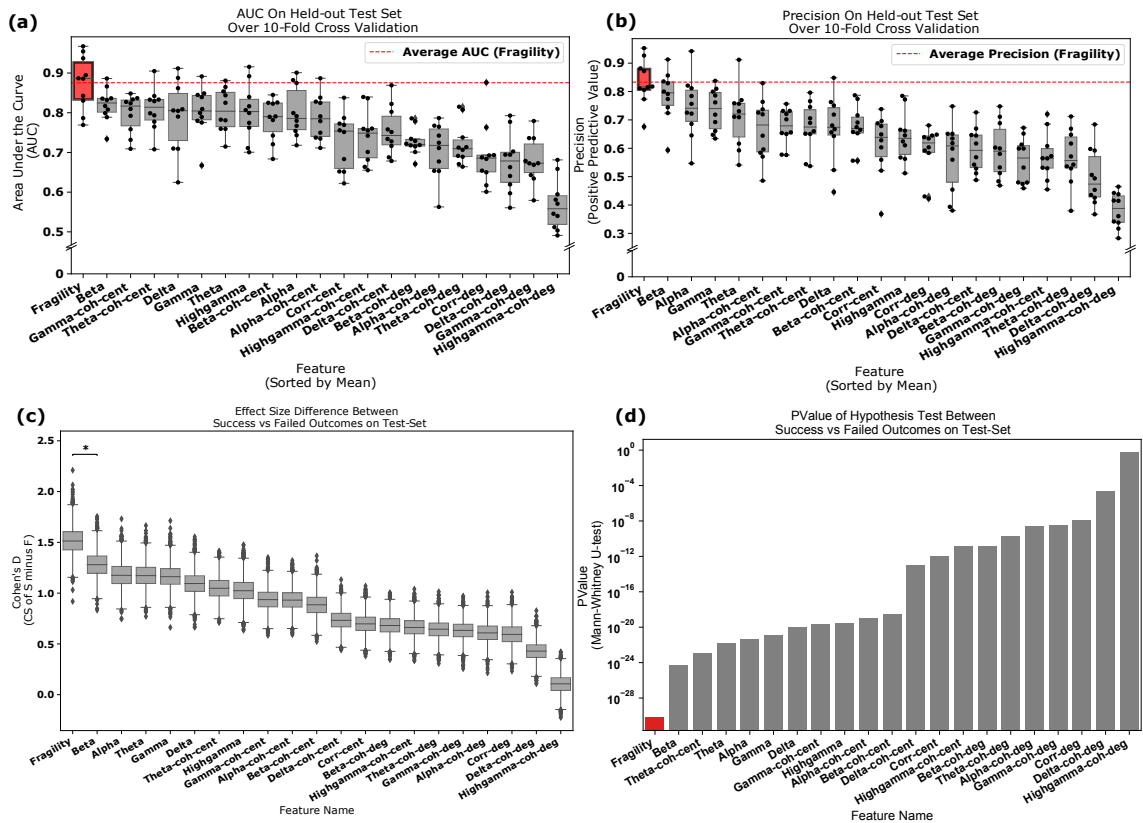 (a)
AUC On Held-out Test Set
Over 10-Fold Cross Validation
Average AUC (Fragility)
Area Under the Curve
(AUC)
0.9
0.8
0.7
0.6
0.5
0
Fragility
Beta
Gamma-coh-cent
Theta-coh-cent
Delta
Gamma
Theta
Highgamma
Beta-coh-cent
Alpha
Alpha-coh-cent
Corr-cent
Highgamma-coh-cent
Delta-coh-cent
Beta-coh-deg
Alpha-coh-deg
Theta-coh-deg
Corr-deg
Delta-coh-deg
Gamma-coh-deg
Highgamma-coh-deg
Feature
(Sorted by Mean)
(b)
Precision On Held-out Test Set
Over 10-Fold Cross Validation
Average Precision (Fragility)
Precision
(Positive Predictive Value)
0.9
0.8
0.7
0.6
0.5
0.4
0.3
0
Fragility
Beta
Alpha
Gamma
Theta
Alpha-coh-cent
Gamma-coh-cent
Theta-coh-cent
Delta
Beta-coh-cent
Corr-cent
Highgamma
Corr-deg
Alpha-coh-deg
Delta-coh-cent
Beta-coh-deg
Gamma-coh-deg
Highgamma-coh-cent
Theta-coh-deg
Delta-coh-deg
Highgamma-coh-deg
Feature
(Sorted by Mean)
(c)
Effect Size Difference Between
Success vs Failed Outcomes on Test-Set
*
Cohen's D
(CS of S minus F)
2.5
2.0
1.5
1.0
0.5
0.0
Fragility
Beta
Alpha
Theta
Gamma
Delta
Theta-coh-cent
Highgamma
Gamma-coh-cent
Alpha-coh-cent
Beta-coh-cent
Delta-coh-cent
Corr-cent
Beta-coh-deg
Highgamma-coh-cent
Theta-coh-deg
Gamma-coh-deg
Alpha-coh-deg
Corr-deg
Delta-coh-deg
Highgamma-coh-deg
Feature Name
(d)
PValue of Hypothesis Test Between
Success vs Failed Outcomes on Test-Set
PValue
(Mann-Whitney U-test)
10⁰
10⁻⁴
10⁻⁸
10⁻¹²
10⁻¹⁶
10⁻²⁰
10⁻²⁴
10⁻²⁸
Fragility
Beta
Theta-coh-cent
Theta
Alpha
Gamma
Delta
Gamma-coh-cent
Highgamma
Alpha-coh-cent
Beta-coh-cent
Delta-coh-cent
Corr-cent
Highgamma-coh-cent
Beta-coh-deg
Theta-coh-deg
Alpha-coh-deg
Gamma-coh-deg
Corr-deg
Delta-coh-deg
Highgamma-coh-deg
Feature Name